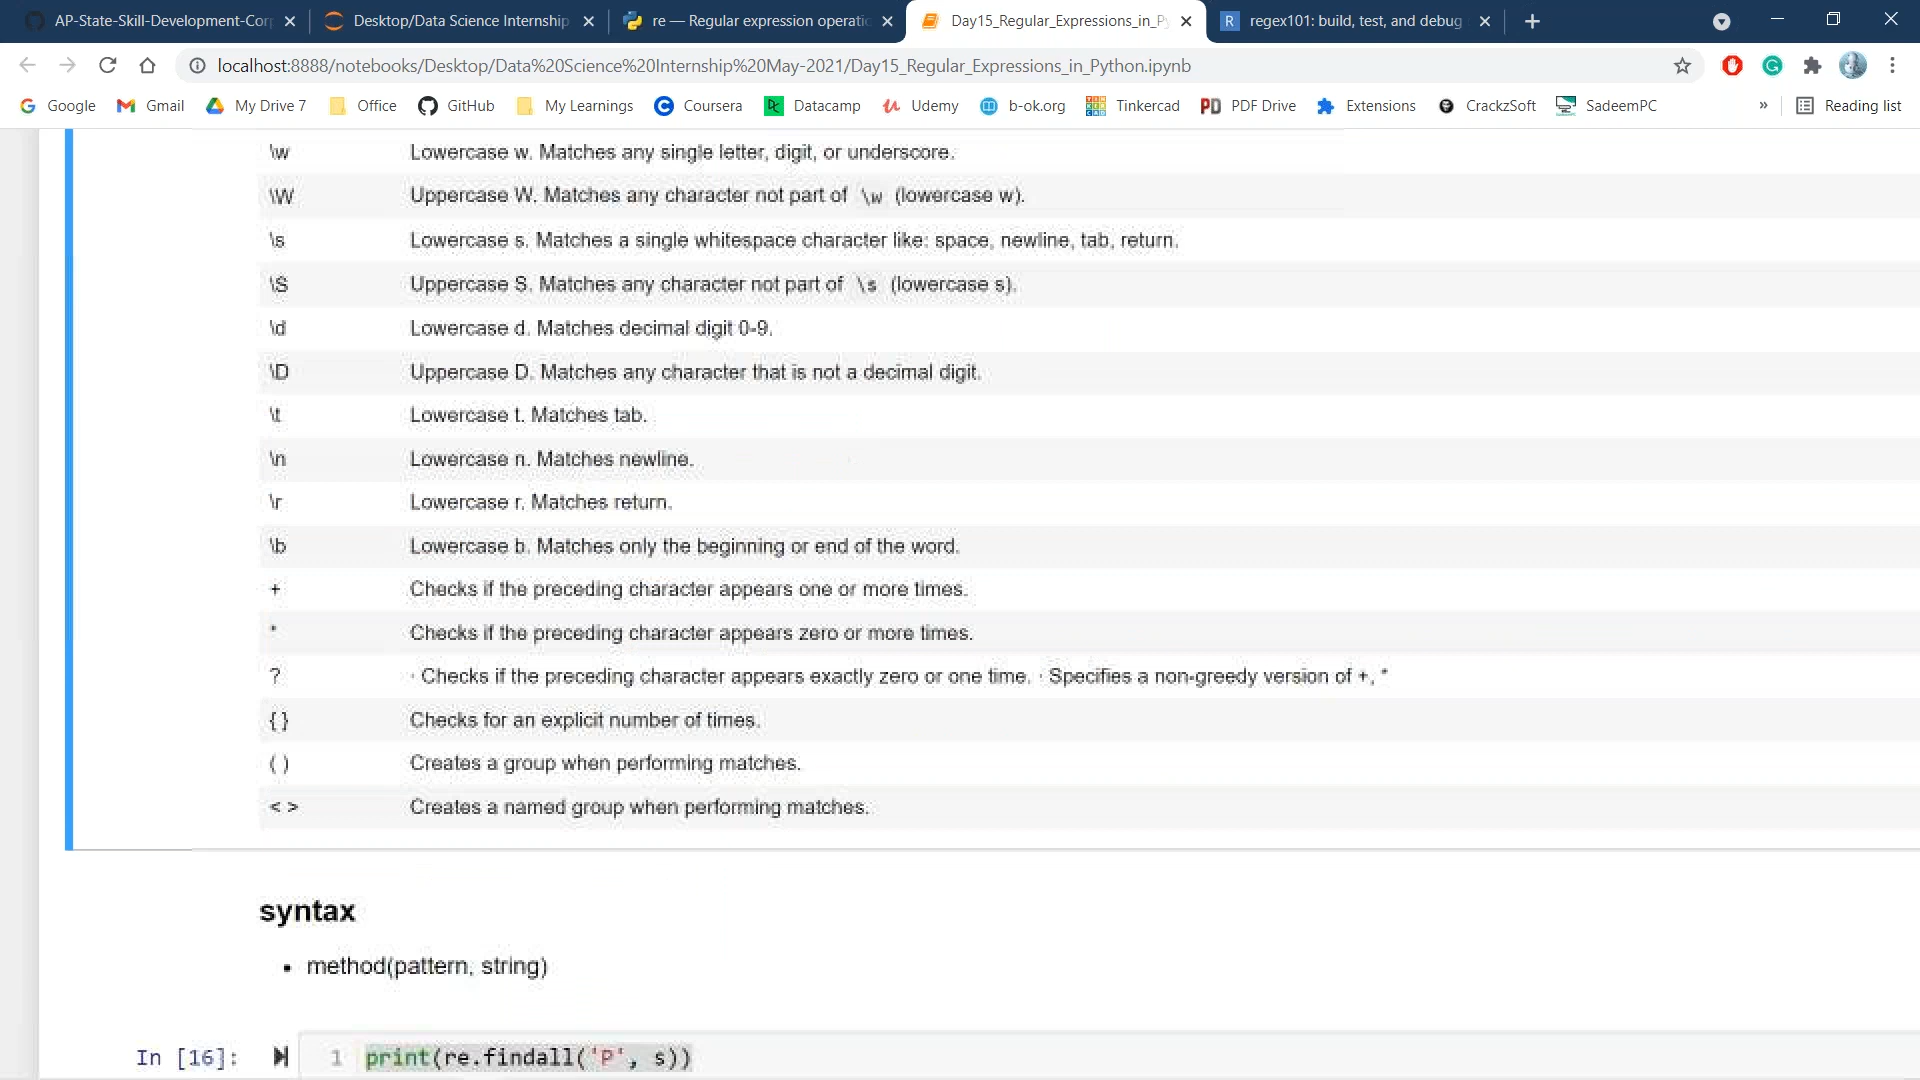 AP-State-Skill-Development-Corp
Desktop/Data Science Internship
re — Regular expression operatio
Day15_Regular_Expressions_in_Py
regex101: build, test, and debug
localhost:8888/notebooks/Desktop/Data%20Science%20Internship%20May-2021/Day15_Regular_Expressions_in_Python.ipynb
Google Gmail My Drive 7 Office GitHub My Learnings Coursera Datacamp Udemy b-ok.org Tinkercad PDF Drive Extensions CrackzSoft SadeemPC » Reading list
\w Lowercase w. Matches any single letter, digit, or underscore.
\W Uppercase W. Matches any character not part of \w (lowercase w).
\s Lowercase s. Matches a single whitespace character like: space, newline, tab, return.
\S Uppercase S. Matches any character not part of \s (lowercase s).
\d Lowercase d. Matches decimal digit 0-9.
\D Uppercase D. Matches any character that is not a decimal digit.
\t Lowercase t. Matches tab.
\n Lowercase n. Matches newline.
\r Lowercase r. Matches return.
\b Lowercase b. Matches only the beginning or end of the word.
+ Checks if the preceding character appears one or more times.
* Checks if the preceding character appears zero or more times.
? · Checks if the preceding character appears exactly zero or one time. · Specifies a non-greedy version of +, *
{ } Checks for an explicit number of times.
( ) Creates a group when performing matches.
< > Creates a named group when performing matches.
syntax
• method(pattern, string)
In [16]: 1 print(re.findall('P', s))